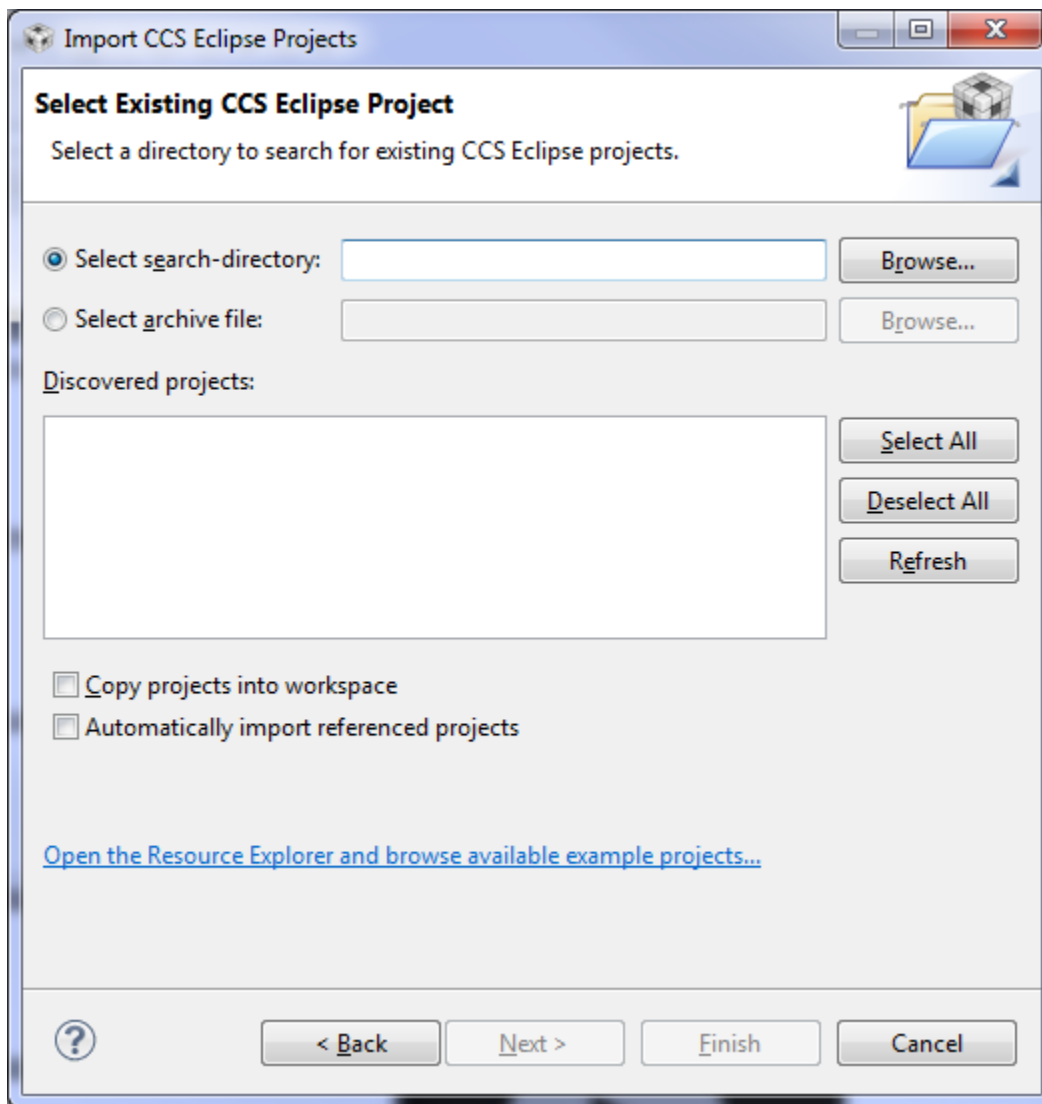 Import CCS Eclipse Projects
Select Existing CCS Eclipse Project
Select a directory to search for existing CCS Eclipse projects.
Select search-directory: Browse...
Select archive file: Browse...
Discovered projects:
Select All
Deselect All
Refresh
Copy projects into workspace
Automatically import referenced projects
Open the Resource Explorer and browse available example projects...
? < Back Next > Finish Cancel